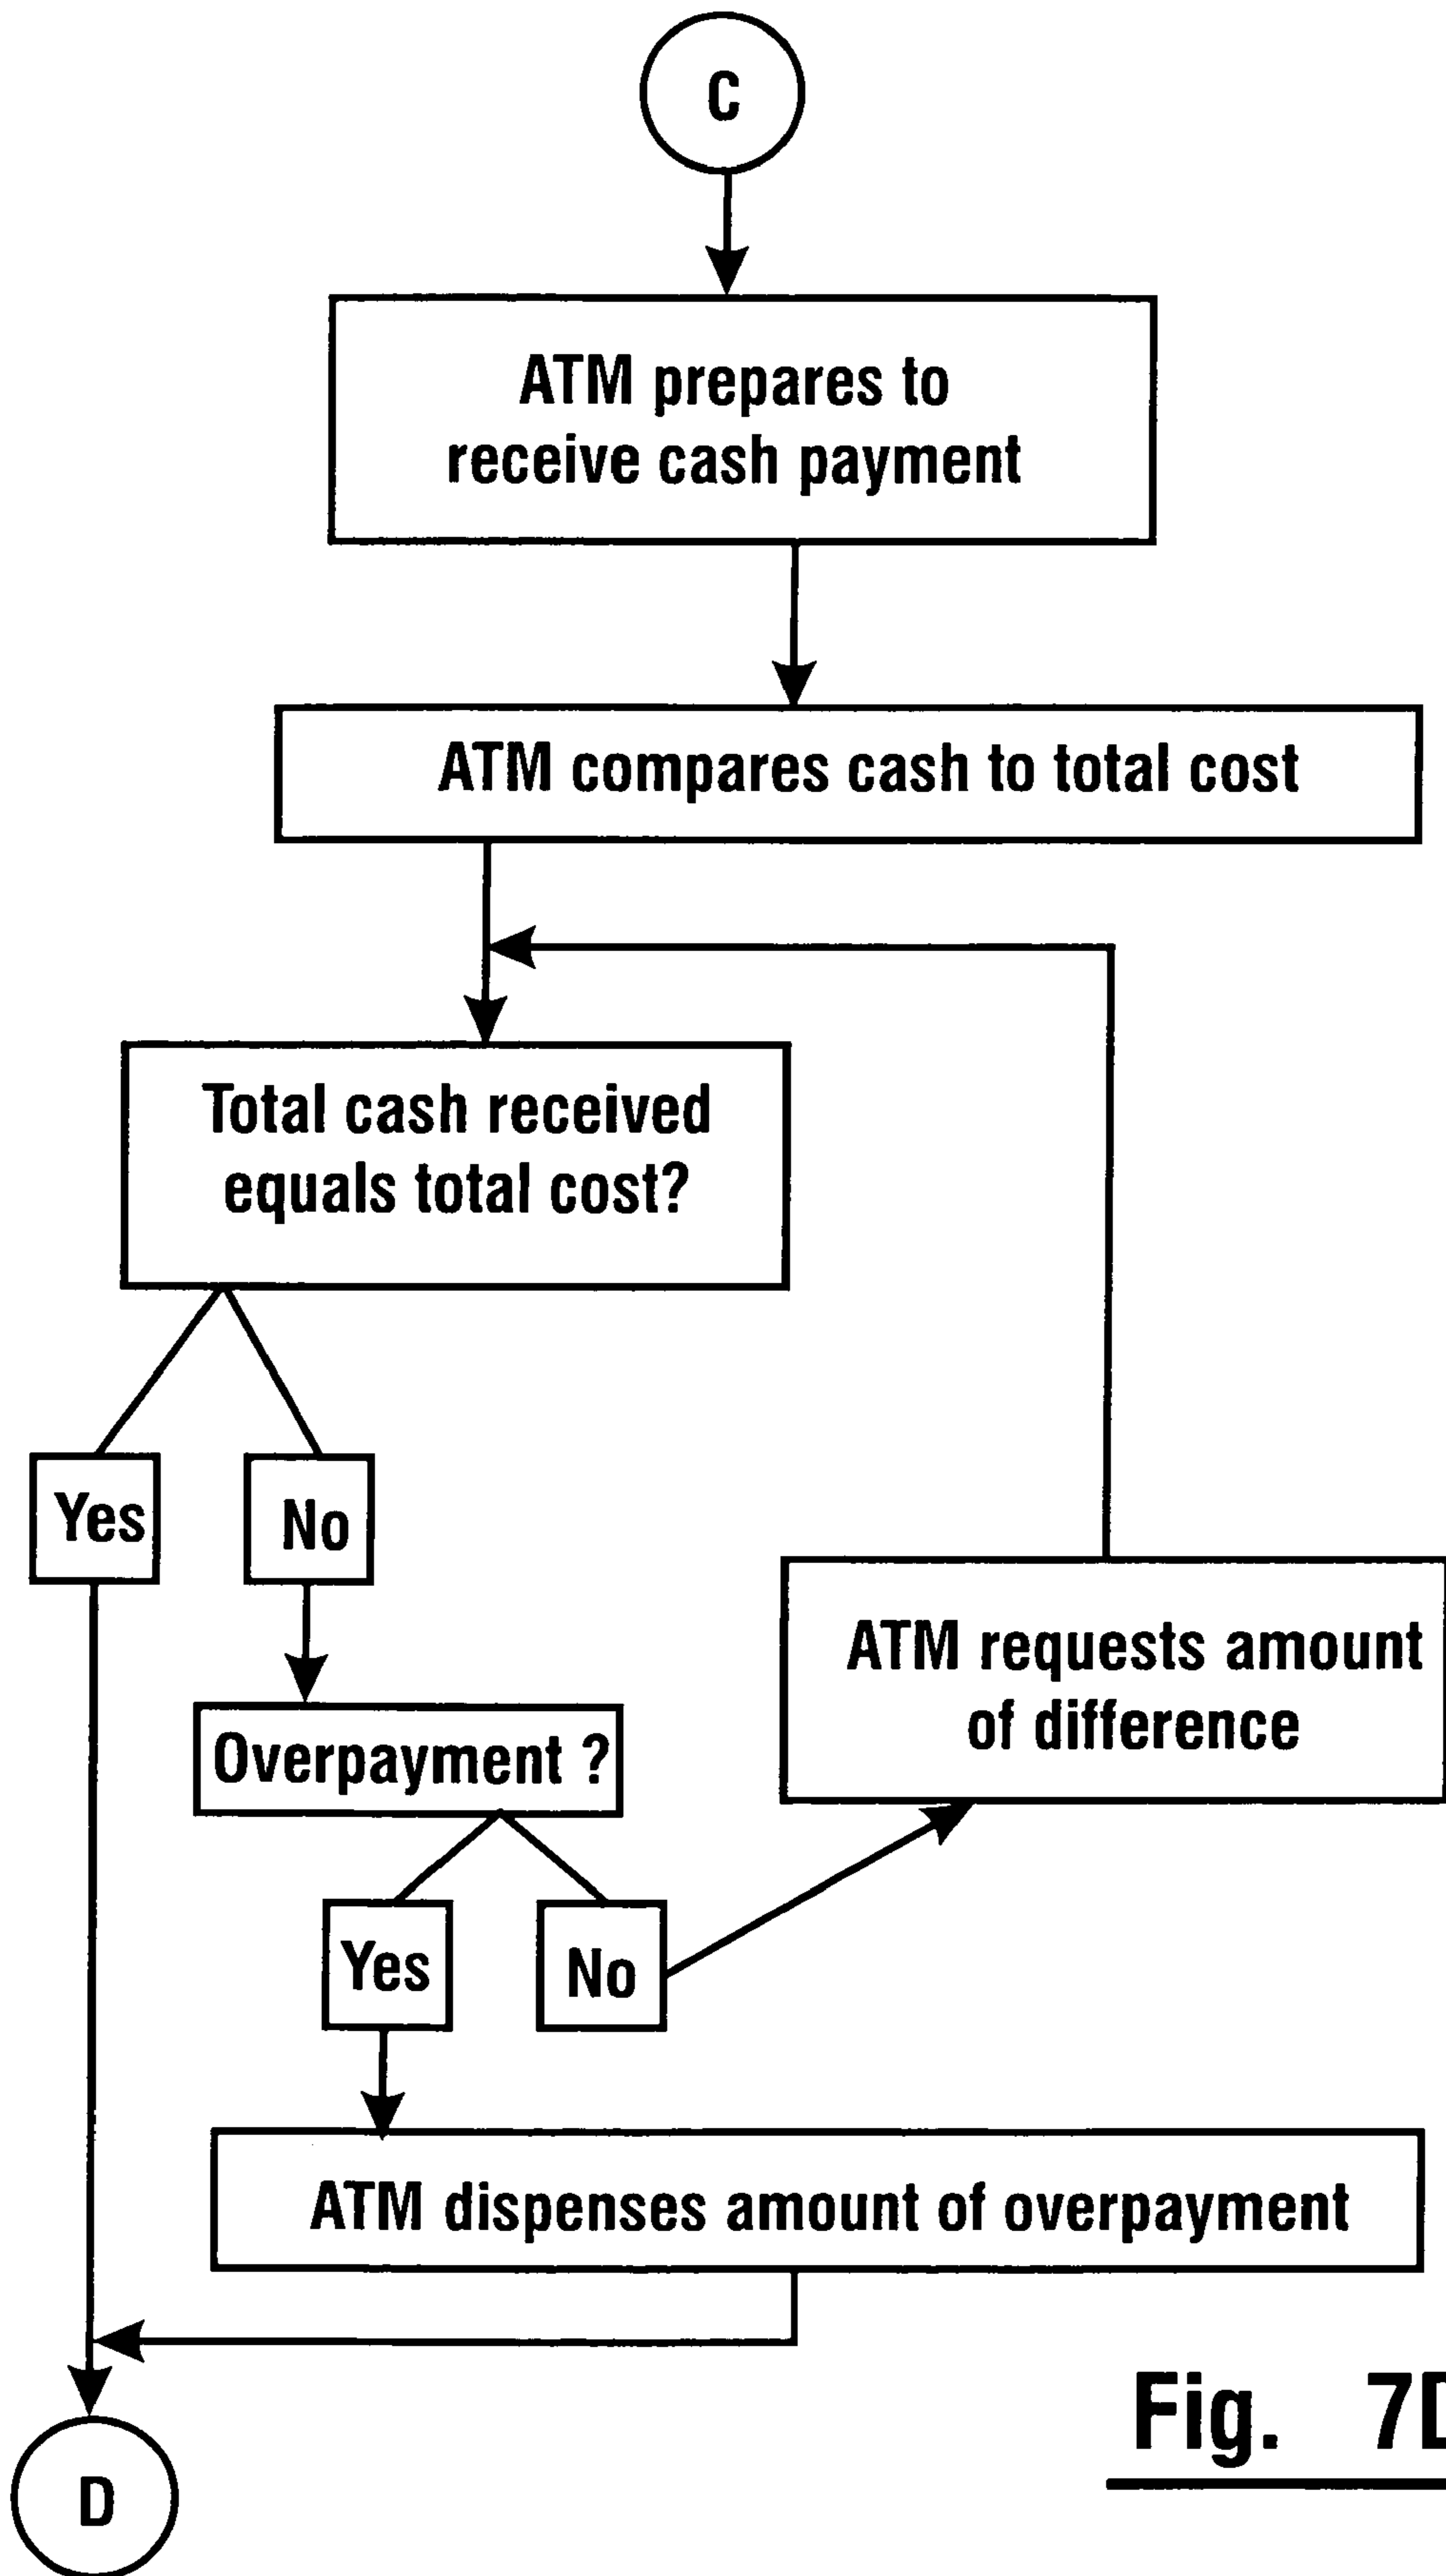 C
ATM prepares to
receive cash payment
ATM compares cash to total cost
Total cash received
equals total cost?
Yes
No
ATM requests amount
of difference
Overpayment ?
Yes
No
ATM dispenses amount of overpayment
Fig. 7D
D